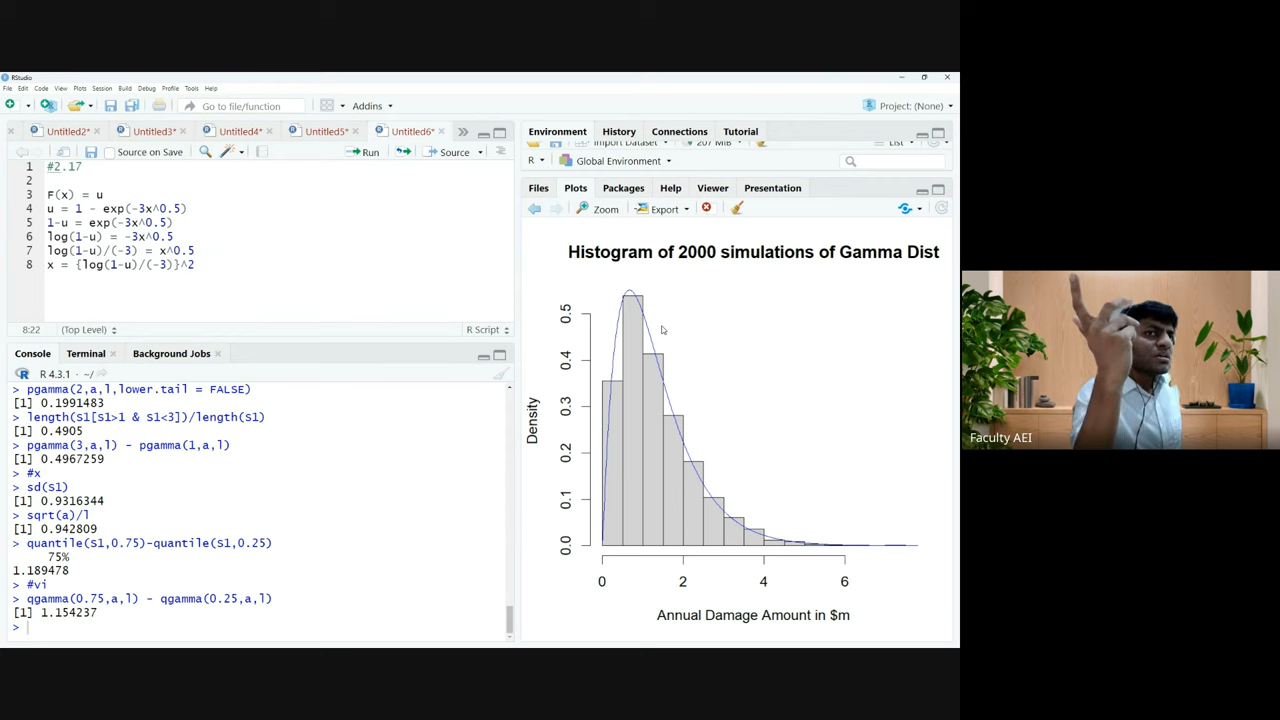 RStudio
File Edit Code View Plots Session Build Debug Profile Tools Help
Go to file/function
Addins
Project: (None)
Untitled2* Untitled3* Untitled4* Untitled5* Untitled6*
Source on Save
Run
Source
1 #2.17
2
3 F(x) = u
4 u = 1 - exp(-3x^0.5)
5 1-u = exp(-3x^0.5)
6 log(1-u) = -3x^0.5
7 log(1-u)/(-3) = x^0.5
8 x = {log(1-u)/(-3)}^2
8:22 (Top Level) R Script
Console Terminal Background Jobs
R 4.3.1 · ~/
> pgamma(2,a,l,lower.tail = FALSE)
[1] 0.1991483
> length(S1[S1>1 & S1<3])/length(S1)
[1] 0.4905
> pgamma(3,a,l) - pgamma(1,a,l)
[1] 0.4967259
> #x
> sd(S1)
[1] 0.9316344
> sqrt(a)/l
[1] 0.942809
> quantile(S1,0.75)-quantile(S1,0.25)
75%
1.189478
> #vi
> qgamma(0.75,a,l) - qgamma(0.25,a,l)
[1] 1.154237
>
Environment History Connections Tutorial
Import Dataset 207 MiB List
R Global Environment
Files Plots Packages Help Viewer Presentation
Zoom Export
Histogram of 2000 simulations of Gamma Dist
Density
0.0 0.1 0.2 0.3 0.4 0.5
0 2 4 6
Annual Damage Amount in $m
Faculty AEI